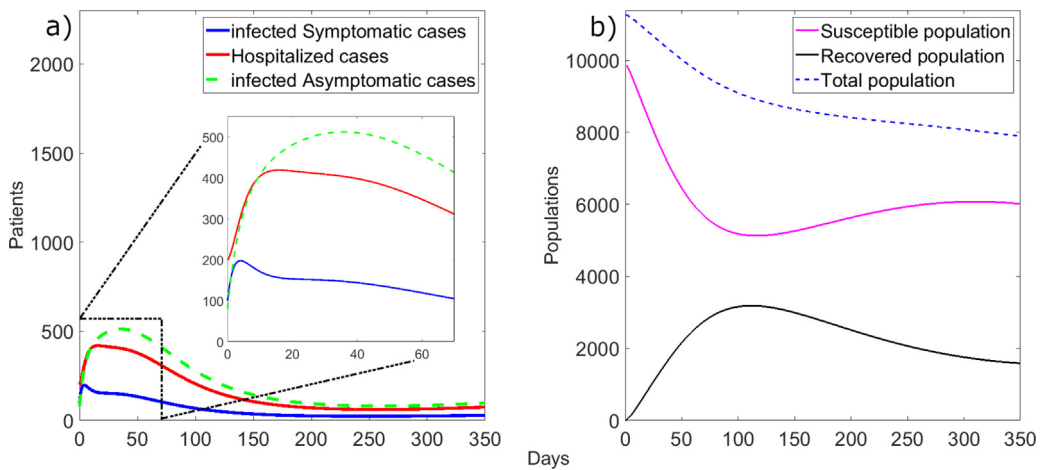 a)
infected Symptomatic cases
Hospitalized cases
infected Asymptomatic cases
2000
1500
1000
500
0
Patients
500
400
300
200
100
0
0 20 40 60
0 50 100 150 200 250 300 350
b)
Susceptible population
Recovered population
Total population
10000
8000
6000
4000
2000
0
Populations
0 50 100 150 200 250 300 350
Days